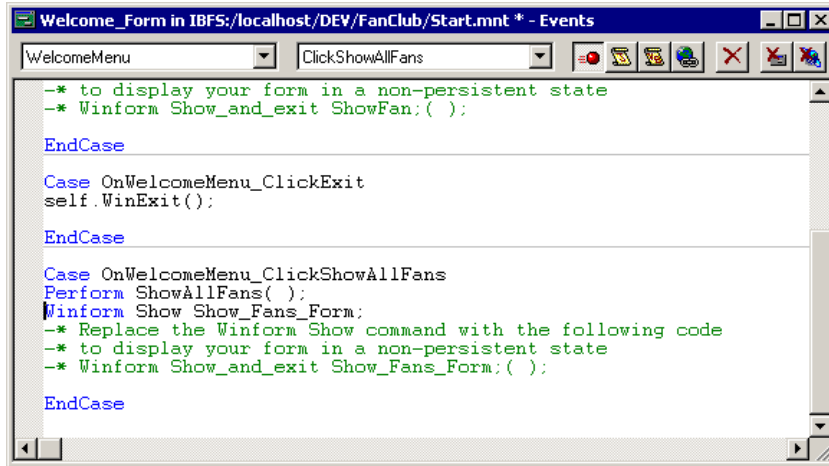 Welcome_Form in IBFS:/localhost/DEV/FanClub/Start.mnt * - Events
WelcomeMenu ClickShowAllFans
-* to display your form in a non-persistent state
-* Winform Show_and_exit ShowFan;( );
EndCase
Case OnWelcomeMenu_ClickExit
self.WinExit();
EndCase
Case OnWelcomeMenu_ClickShowAllFans
Perform ShowAllFans( );
Winform Show Show_Fans_Form;
-* Replace the Winform Show command with the following code
-* to display your form in a non-persistent state
-* Winform Show_and_exit Show_Fans_Form;( );
EndCase